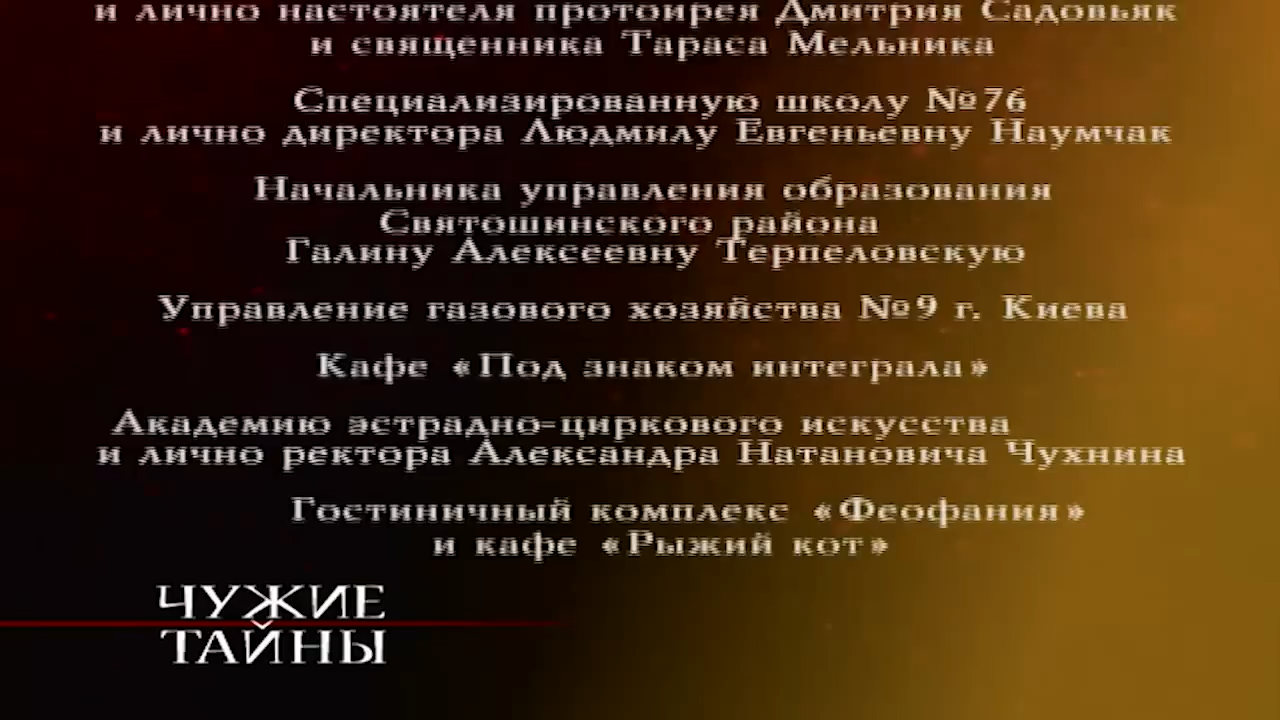 и лично настоятеля протоирея Дмитрия Садовьяк
и священника Тараса Мельника
Специализированную школу №76
и лично директора Людмилу Евгеньевну Наумчак
Начальника управления образования
Святошинского района
Галину Алексеевну Терпеловскую
Управление газового хозяйства №9 г. Киева
Кафе «Под знаком интеграла»
Академию эстрадно-циркового искусства
и лично ректора Александра Натановича Чухнина
Гостиничный комплекс «Феофания»
и кафе «Рыжий кот»
ЧУЖИЕ
ТАЙНЫ